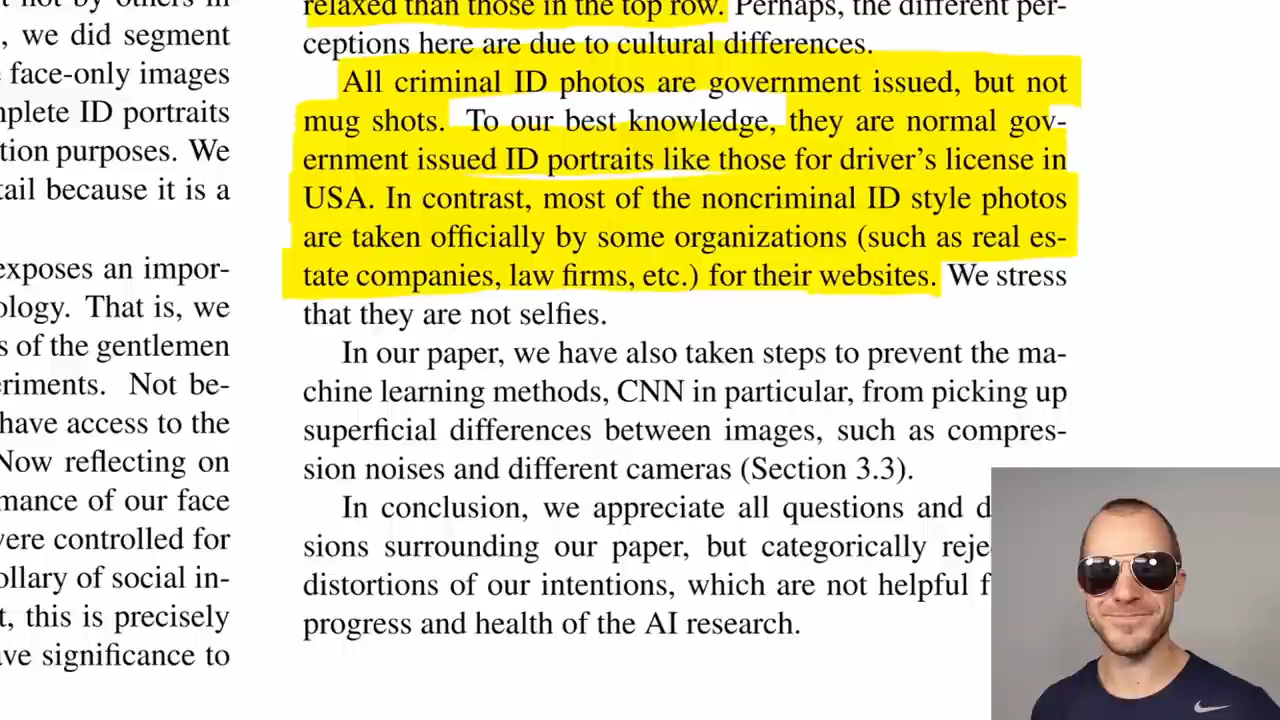 not by others in
, we did segment
face-only images
mplete ID portraits
tion purposes. We
tail because it is a
exposes an impor-
ology. That is, we
s of the gentlemen
eriments. Not be-
have access to the
Now reflecting on
mance of our face
were controlled for
ollary of social in-
t, this is precisely
ave significance to
relaxed than those in the top row. Perhaps, the different per-
ceptions here are due to cultural differences.
All criminal ID photos are government issued, but not
mug shots. To our best knowledge, they are normal gov-
ernment issued ID portraits like those for driver's license in
USA. In contrast, most of the noncriminal ID style photos
are taken officially by some organizations (such as real es-
tate companies, law firms, etc.) for their websites. We stress
that they are not selfies.
In our paper, we have also taken steps to prevent the ma-
chine learning methods, CNN in particular, from picking up
superficial differences between images, such as compres-
sion noises and different cameras (Section 3.3).
In conclusion, we appreciate all questions and d
sions surrounding our paper, but categorically reje
distortions of our intentions, which are not helpful f
progress and health of the AI research.